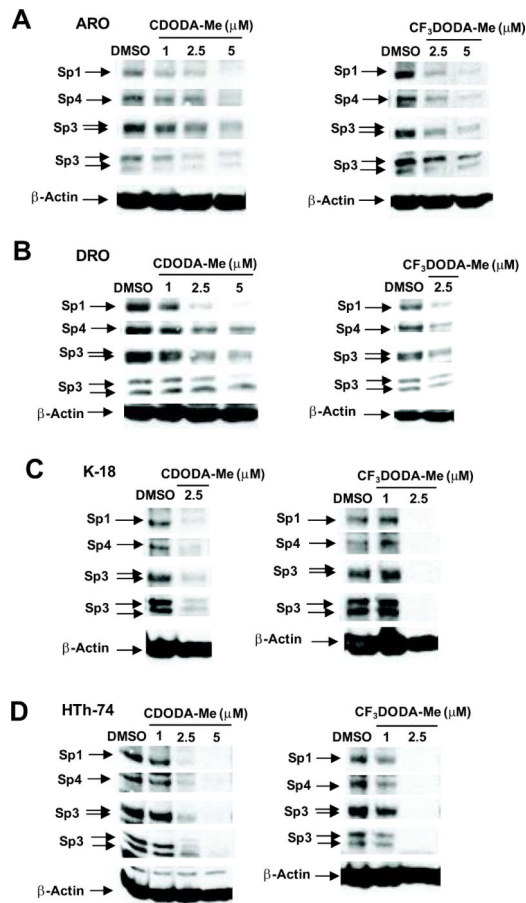 A
ARO
CDODA-Me (μM)
DMSO 1 2.5 5
Sp1
Sp4
Sp3
Sp3
β-Actin
CF₃DODA-Me (μM)
DMSO 2.5 5
Sp1
Sp4
Sp3
Sp3
β-Actin
B
DRO
CDODA-Me (μM)
DMSO 1 2.5 5
Sp1
Sp4
Sp3
Sp3
β-Actin
CF₃DODA-Me (μM)
DMSO 2.5
Sp1
Sp4
Sp3
Sp3
β-Actin
C
K-18
CDODA-Me (μM)
DMSO 2.5
Sp1
Sp4
Sp3
Sp3
β-Actin
CF₃DODA-Me (μM)
DMSO 1 2.5
Sp1
Sp4
Sp3
Sp3
β-Actin
D
HTh-74
CDODA-Me (μM)
DMSO 1 2.5 5
Sp1
Sp4
Sp3
Sp3
β-Actin
CF₃DODA-Me (μM)
DMSO 1 2.5
Sp1
Sp4
Sp3
Sp3
β-Actin